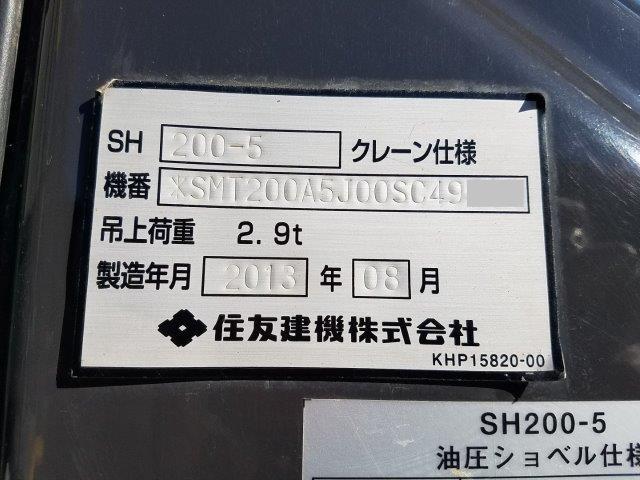 SH 200-5 クレーン仕様
機番 *SMT200A5J00SC49
吊上荷重 2.9t
製造年月 2013 年 08 月
住友建機株式会社
KHP15820-00
SH200-5
油圧ショベル仕様